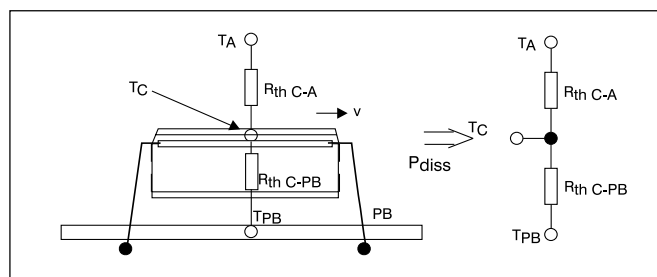 TA
Rth C-A
TC
v
Rth C-PB
TPB
PB
Pdiss
TA
Rth C-A
TC
Rth C-PB
TPB